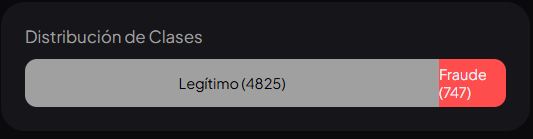 Distribución de Clases
Legítimo (4825)
Fraude
(747)